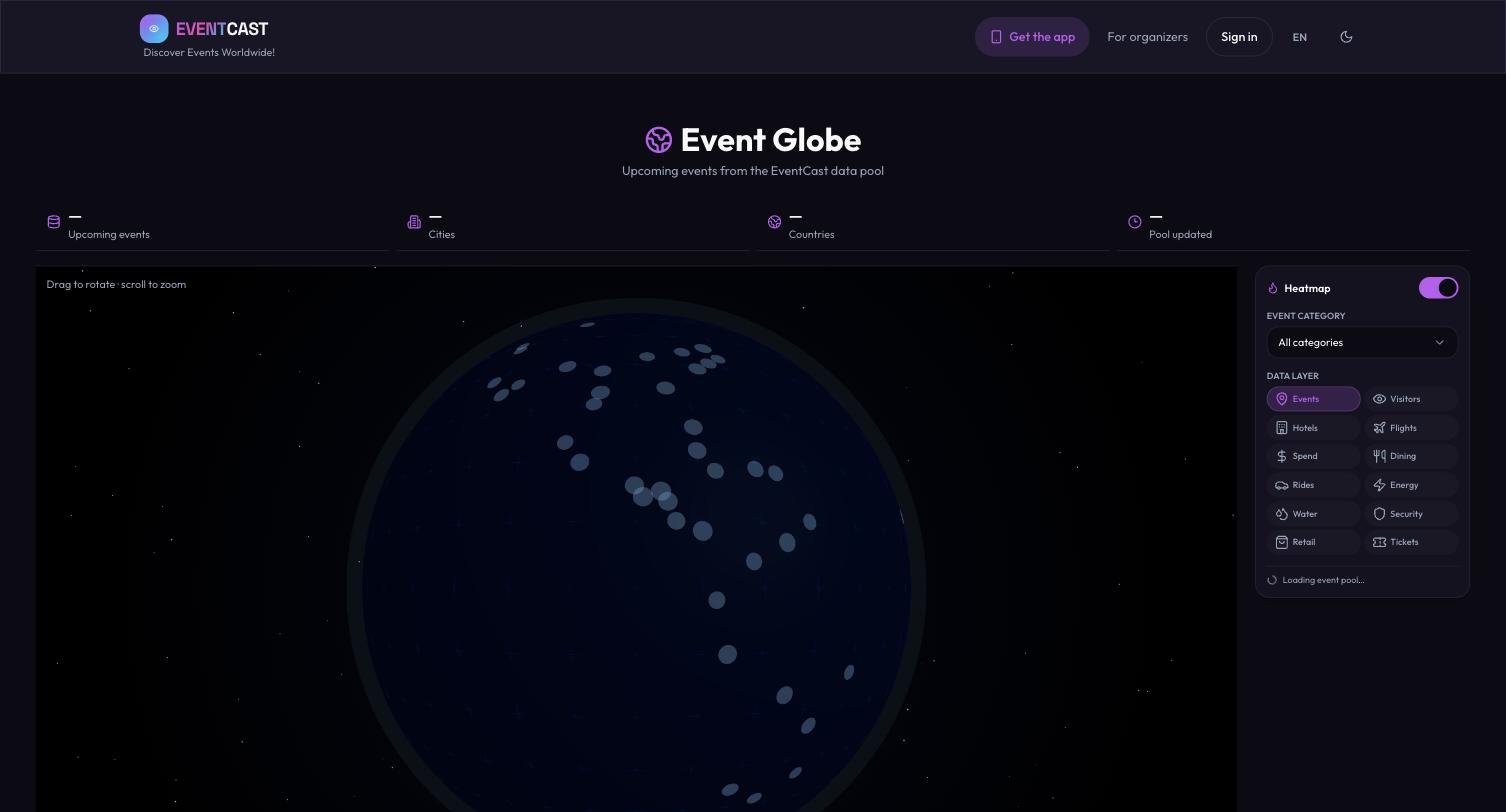 EVENTCAST
Discover Events Worldwide!
Get the app
For organizers
Sign in
EN
Event Globe
Upcoming events from the EventCast data pool
—
Upcoming events
—
Cities
—
Countries
—
Pool updated
Drag to rotate · scroll to zoom
Heatmap
EVENT CATEGORY
All categories
DATA LAYER
Events
Visitors
Hotels
Flights
Spend
Dining
Rides
Energy
Water
Security
Retail
Tickets
Loading event pool…